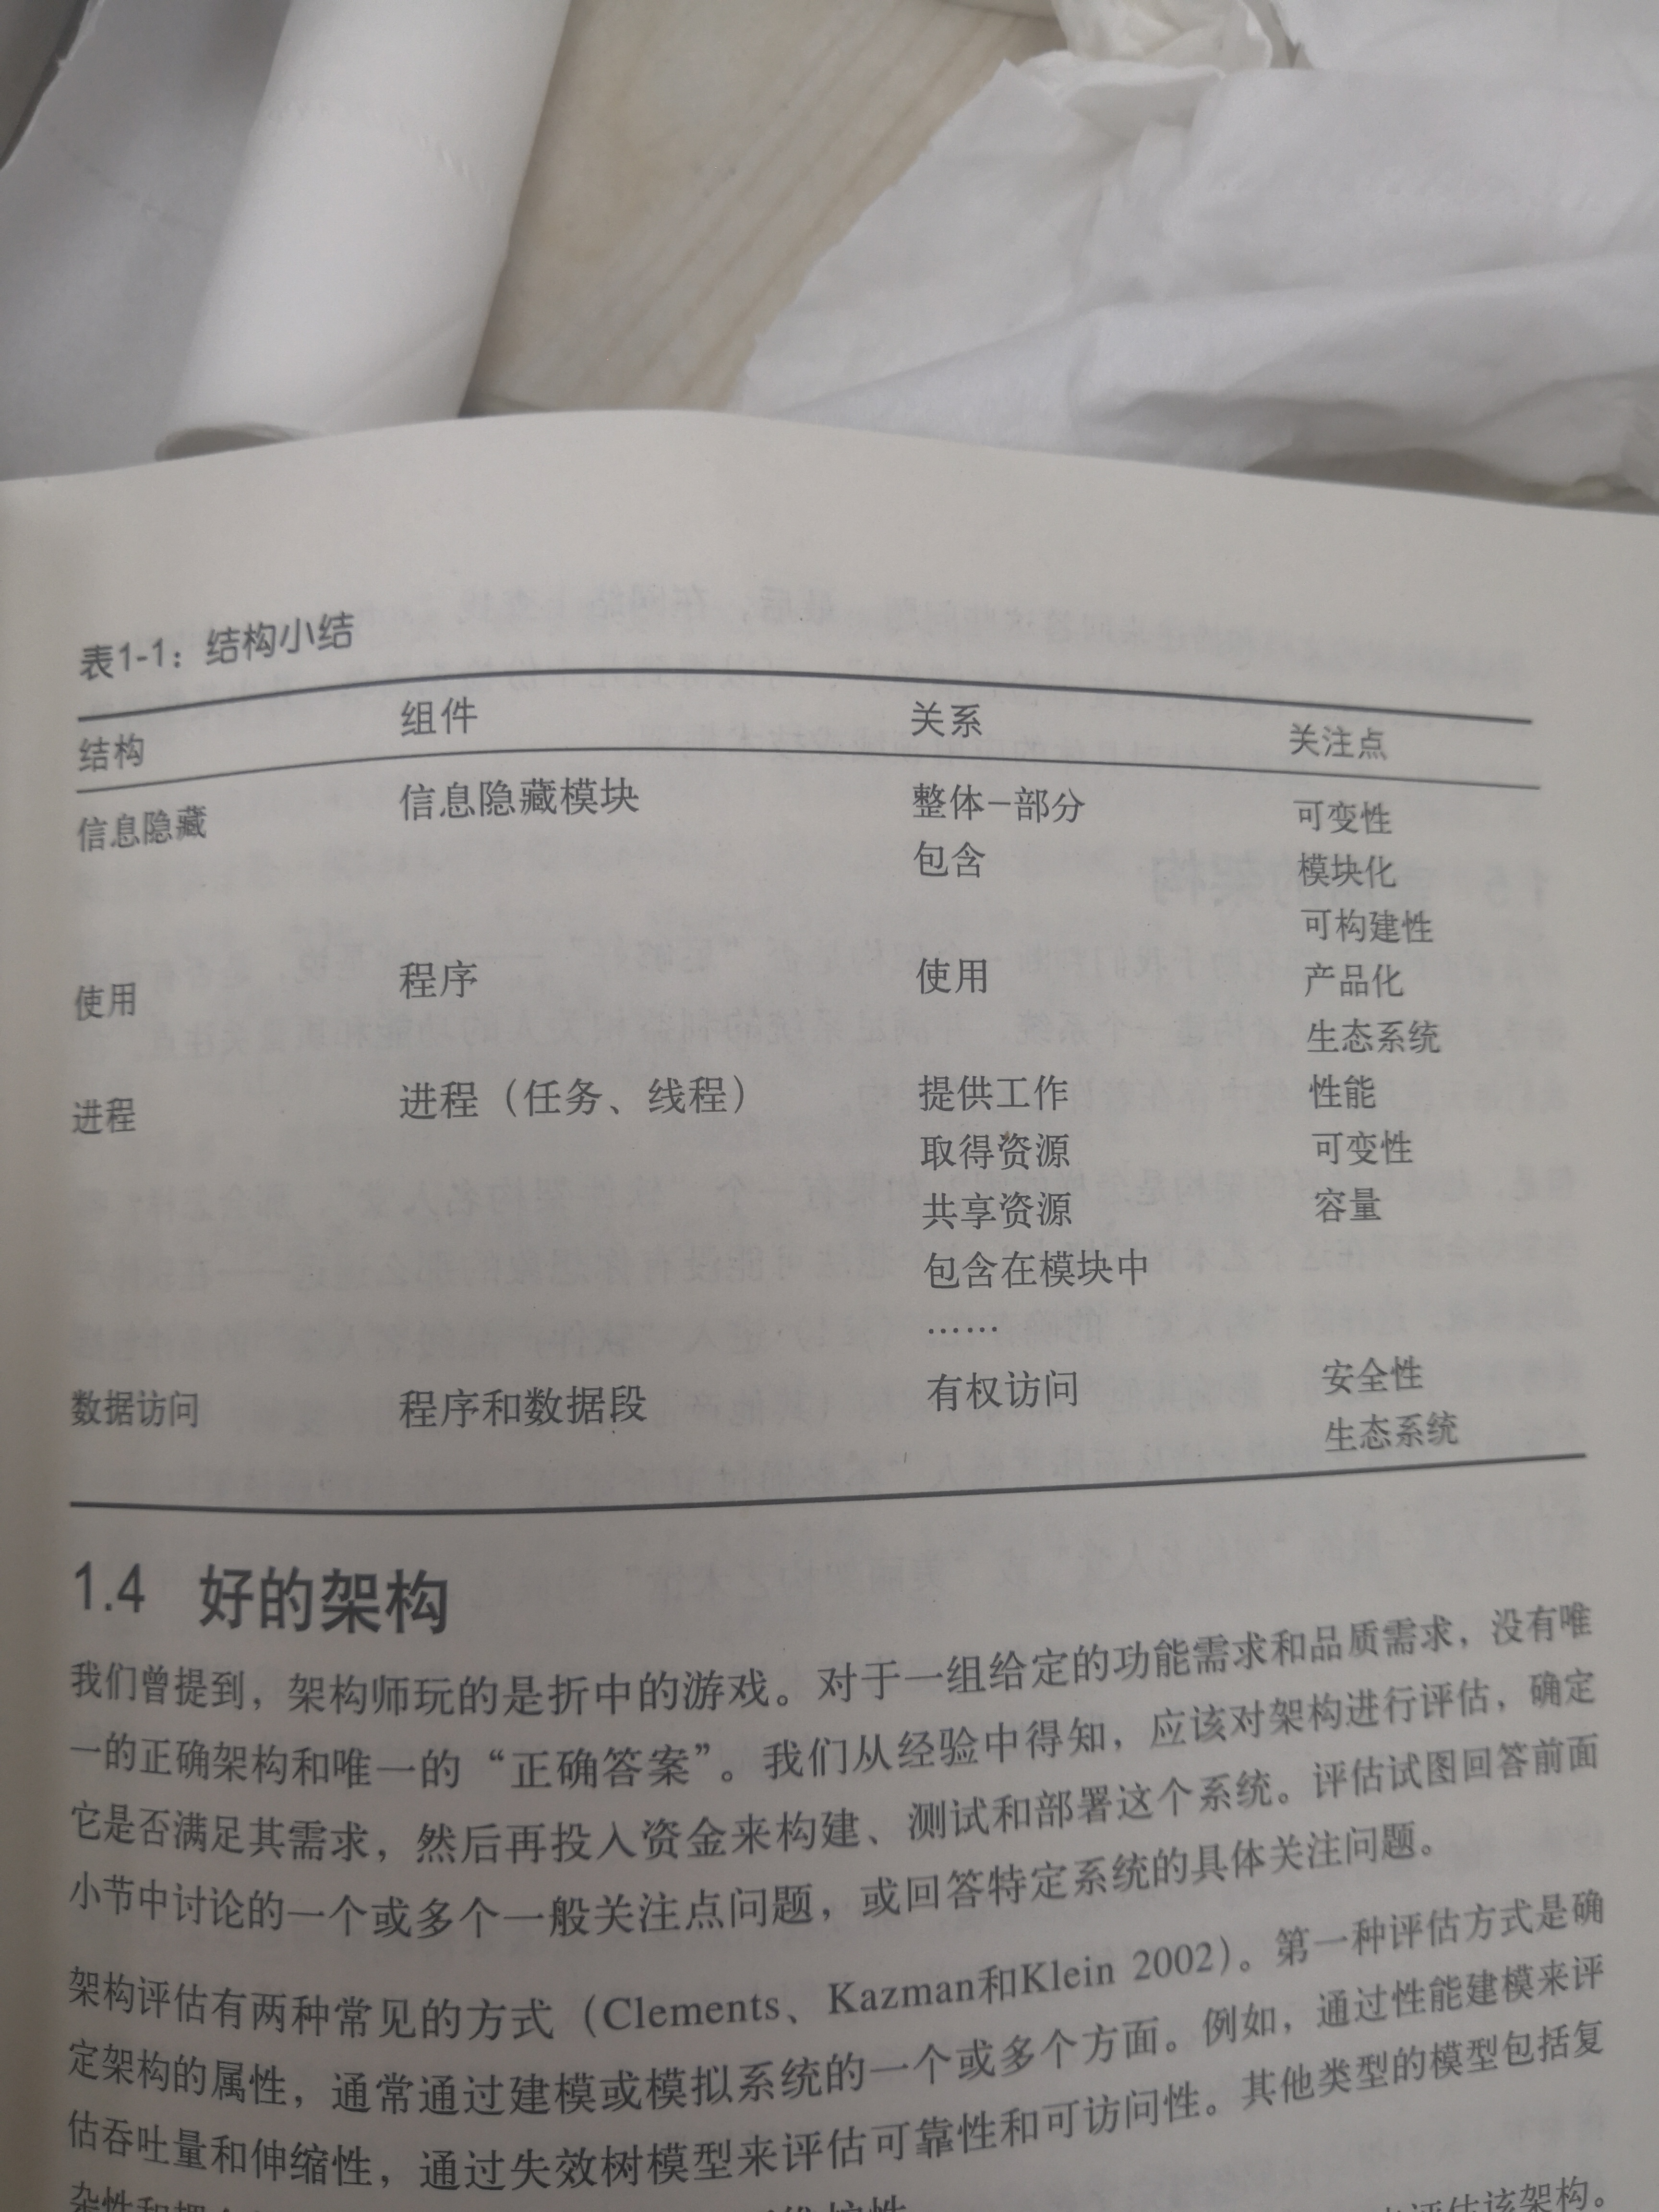 表1-1：结构小结
结构 组件 关系 关注点
信息隐藏 信息隐藏模块 整体–部分 可变性
包含 模块化
可构建性
使用 程序 使用 产品化
生态系统
进程 进程（任务、线程） 提供工作 性能
取得资源 可变性
共享资源 容量
包含在模块中
……
数据访问 程序和数据段 有权访问 安全性
生态系统
1.4 好的架构
我们曾提到，架构师玩的是折中的游戏。对于一组给定的功能需求和品质需求，没有唯
一的正确架构和唯一的“正确答案”。我们从经验中得知，应该对架构进行评估，确定
它是否满足其需求，然后再投入资金来构建、测试和部署这个系统。评估试图回答前面
小节中讨论的一个或多个一般关注点问题，或回答特定系统的具体关注问题。
架构评估有两种常见的方式（Clements、Kazman和Klein 2002）。第一种评估方式是确
定架构的属性，通常通过建模或模拟系统的一个或多个方面。例如，通过性能建模来评
估吞吐量和伸缩性，通过失效树模型来评估可靠性和可访问性。其他类型的模型包括复
杂性和 评估该架构。